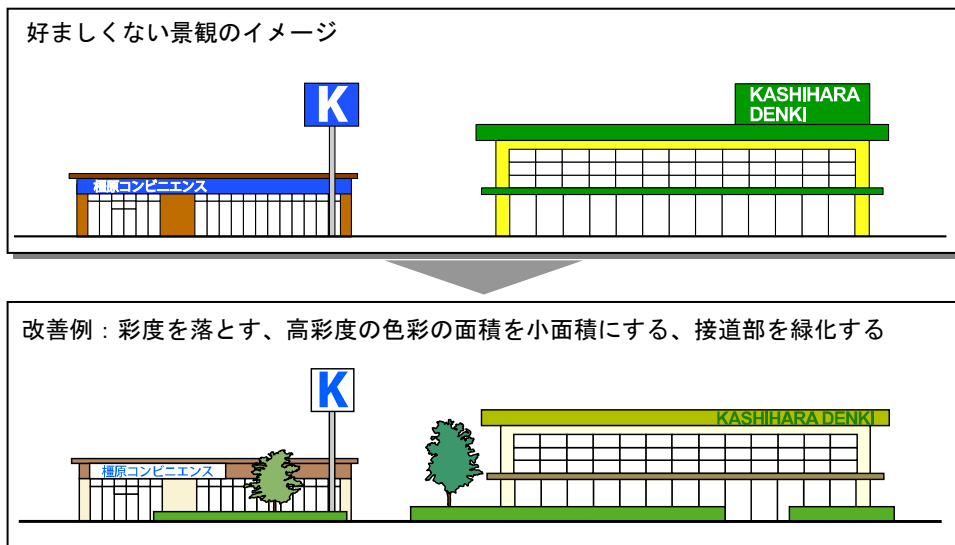 好ましくない景観のイメージ
K
KASHIHARA
DENKI
橿原コンビニエンス
改善例：彩度を落とす、高彩度の色彩の面積を小面積にする、接道部を緑化する
K
KASHIHARA DENKI
橿原コンビニエンス